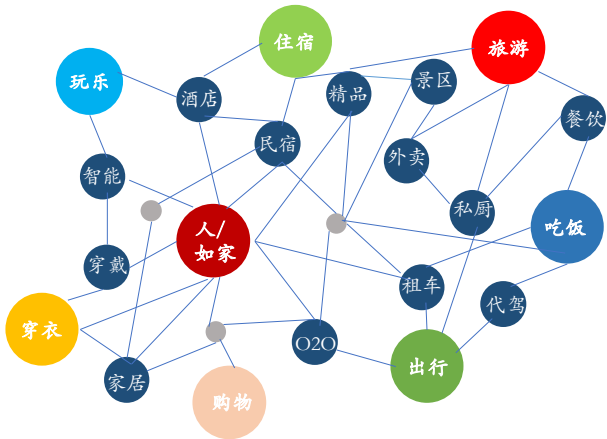 住宿
旅游
玩乐
酒店
精品
景区
餐饮
民宿
外卖
智能
私厨
人/
如家
吃饭
穿戴
租车
代驾
穿衣
O2O
出行
家居
购物